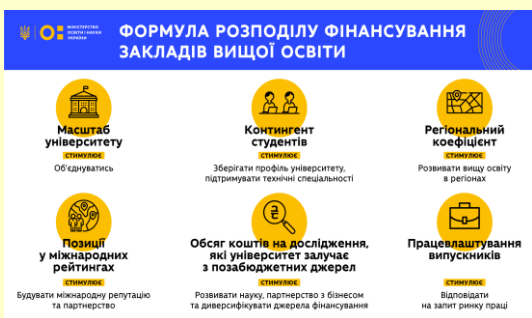 МІНІСТЕРСТВО
ОСВІТИ І НАУКИ
УКРАЇНИ
ФОРМУЛА РОЗПОДІЛУ ФІНАНСУВАННЯ
ЗАКЛАДІВ ВИЩОЇ ОСВІТИ
Масштаб
університету
СТИМУЛЮЄ
Об'єднуватись
Контингент
студентів
СТИМУЛЮЄ
Зберігати профіль університету,
підтримувати технічні спеціальності
Регіональний
коефіцієнт
СТИМУЛЮЄ
Розвивати вищу освіту
в регіонах
Позиції
у міжнародних
рейтингах
СТИМУЛЮЄ
Будувати міжнародну репутацію
та партнерство
₴
Обсяг коштів на дослідження,
які університет залучає
з позабюджетних джерел
СТИМУЛЮЄ
Розвивати науку, партнерство з бізнесом
та диверсифікувати джерела фінансування
Працевлаштування
випускників
СТИМУЛЮЄ
Відповідати
на запит ринку праці